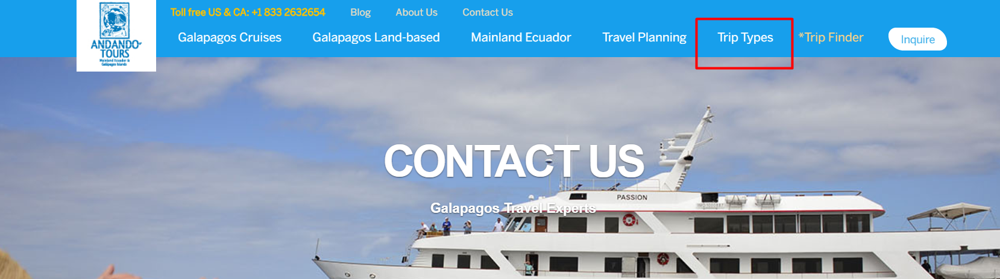 Toll free US & CA: +1 833 2632654 Blog About Us Contact Us
ANDANDO
TOURS
Mainland Ecuador &
Galápagos Islands
Galapagos Cruises Galapagos Land-based Mainland Ecuador Travel Planning Trip Types *Trip Finder Inquire
CONTACT US
PASSION
Galapagos Travel Experts